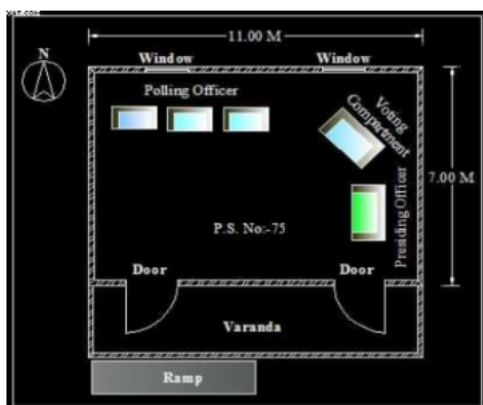 11.00 M
N
Window
Window
Polling Officer
Voting
Compartment
7.00 M
Presiding Officer
P.S. No:-75
Door
Door
Varanda
Ramp